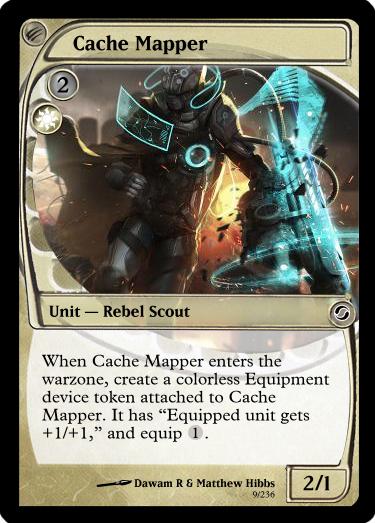 Cache Mapper
2
Unit — Rebel Scout
When Cache Mapper enters the
warzone, create a colorless Equipment
device token attached to Cache
Mapper. It has “Equipped unit gets
+1/+1,” and equip 1.
Dawam R & Matthew Hibbs
9/236
2/1